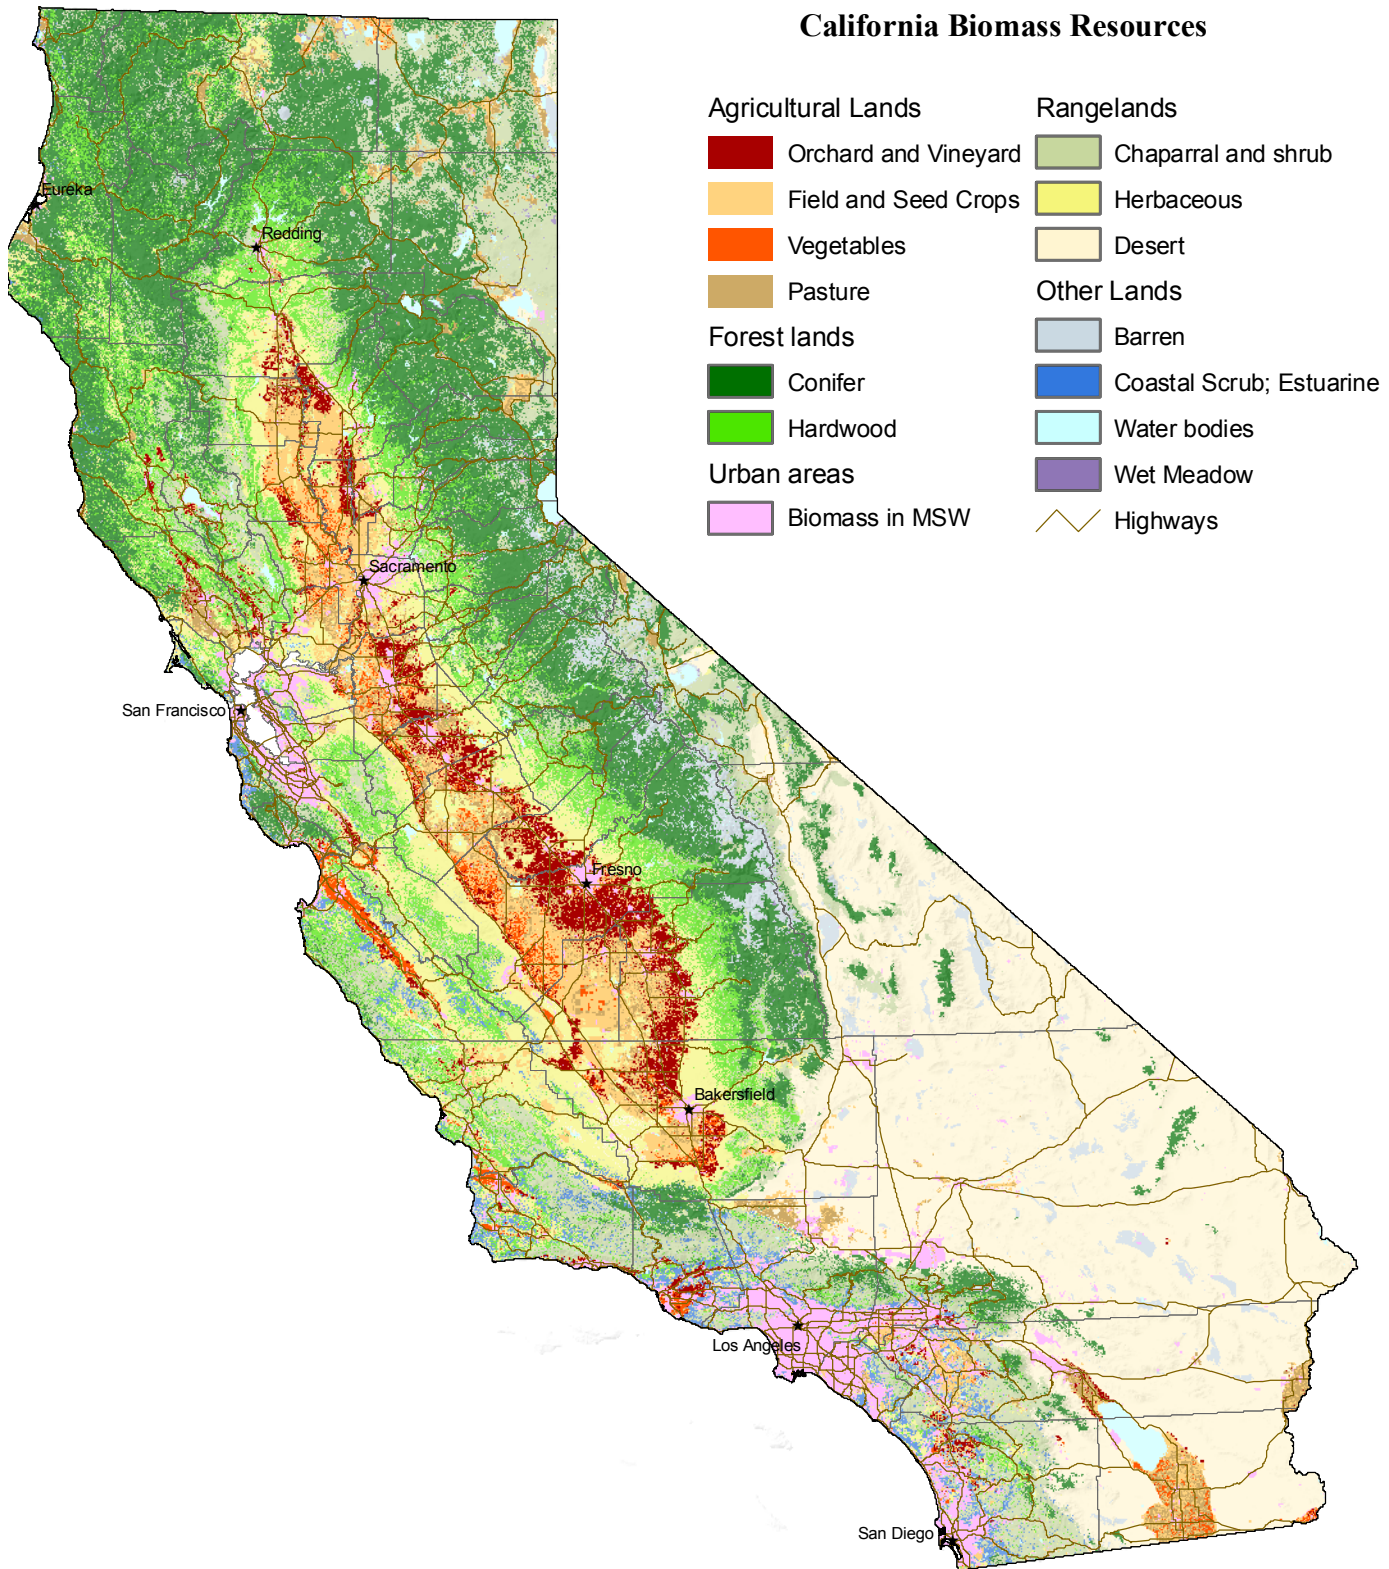 California Biomass Resources
Agricultural Lands
Orchard and Vineyard
Field and Seed Crops
Vegetables
Pasture
Forest lands
Conifer
Hardwood
Urban areas
Biomass in MSW
Rangelands
Chaparral and shrub
Herbaceous
Desert
Other Lands
Barren
Coastal Scrub; Estuarine
Water bodies
Wet Meadow
Highways
Eureka
Redding
Sacramento
San Francisco
Fresno
Bakersfield
Los Angeles
San Diego